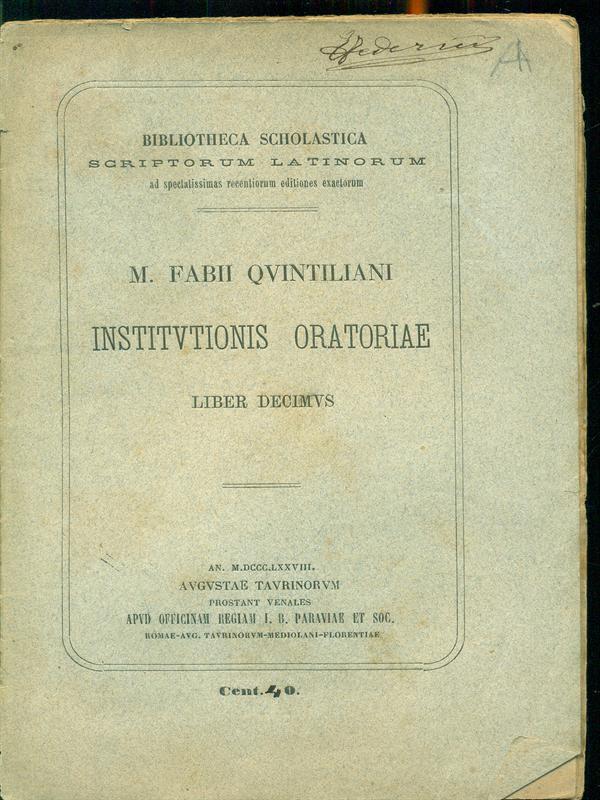 BIBLIOTHECA SCHOLASTICA
SCRIPTORUM LATINORUM
ad spectatissimas recentiorum editiones exactorum
M. FABII QVINTILIANI
INSTITVTIONIS ORATORIAE
LIBER DECIMVS
AN. M.DCCC.LXXVIII.
AVGVSTAE TAVRINORVM
PROSTANT VENALES
APVD OFFICINAM REGIAM I. B. PARAVIAE ET SOC.
ROMAE-AVG. TAVRINORVM-MEDIOLANI-FLORENTIAE
Cent. 40.